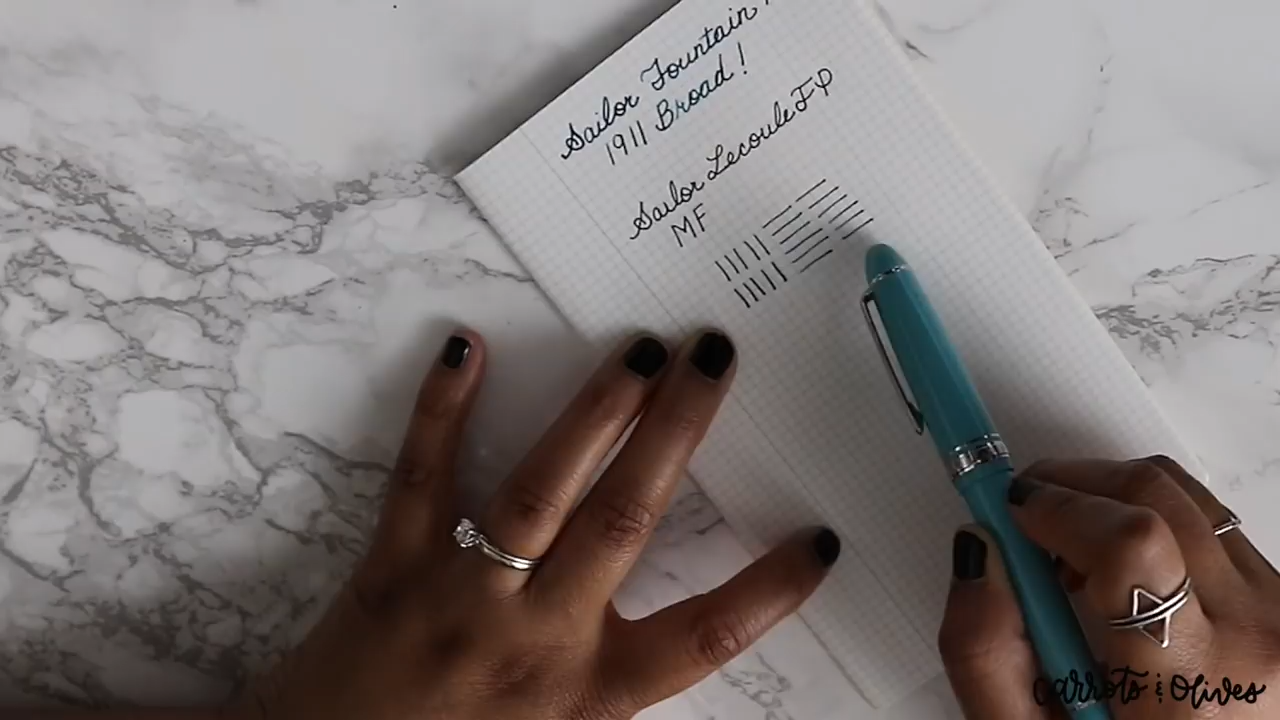 Sailor Fountain
1911 Broad!
Sailor Lecoule FP
MF
carrots & Olives